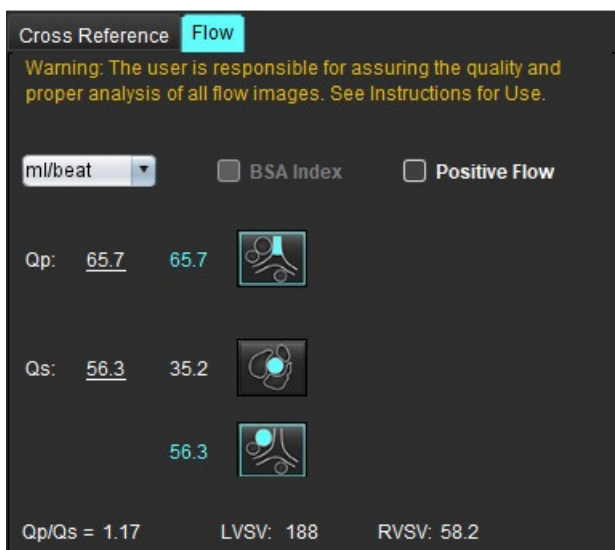 Cross Reference Flow
Warning: The user is responsible for assuring the quality and
proper analysis of all flow images. See Instructions for Use.
ml/beat BSA Index Positive Flow
Qp: 65.7 65.7
Qs: 56.3 35.2
56.3
Qp/Qs = 1.17 LVSV: 188 RVSV: 58.2